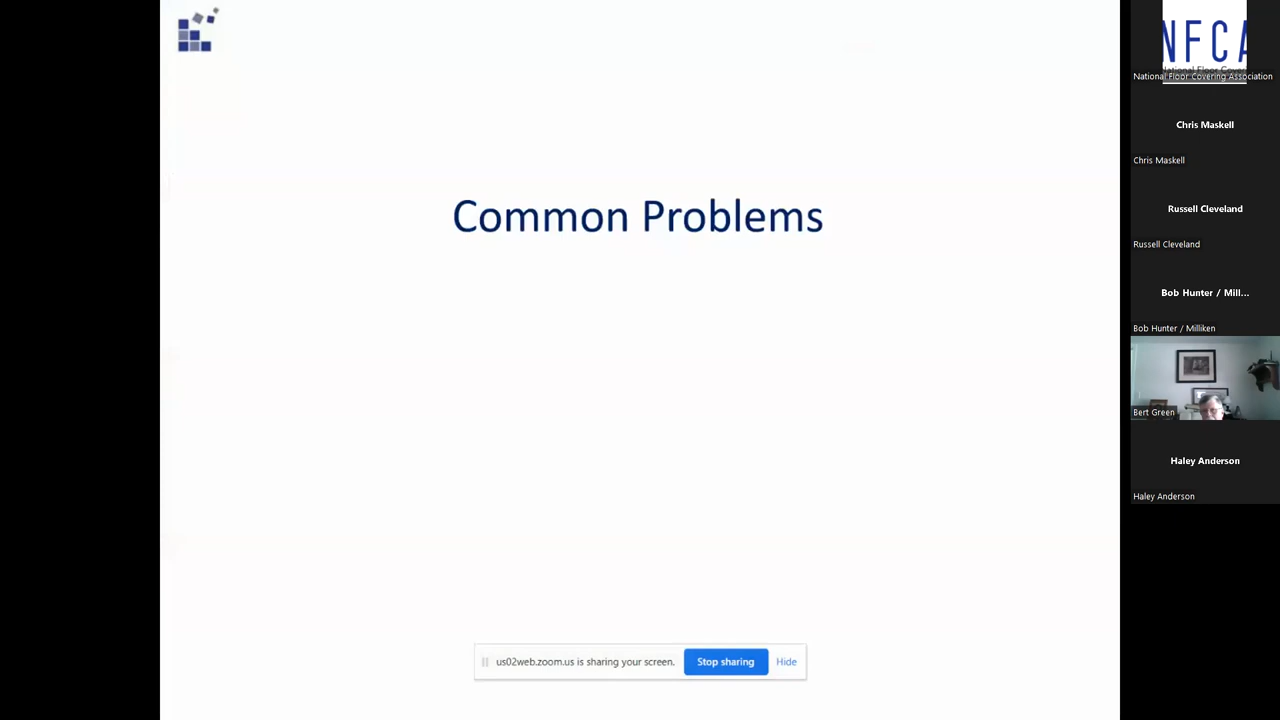 Common Problems
us02web.zoom.us is sharing your screen.
Stop sharing
Hide
NFCA
National Floor Covering Association
Chris Maskell
Chris Maskell
Russell Cleveland
Russell Cleveland
Bob Hunter / Mill...
Bob Hunter / Milliken
Bert Green
Haley Anderson
Haley Anderson